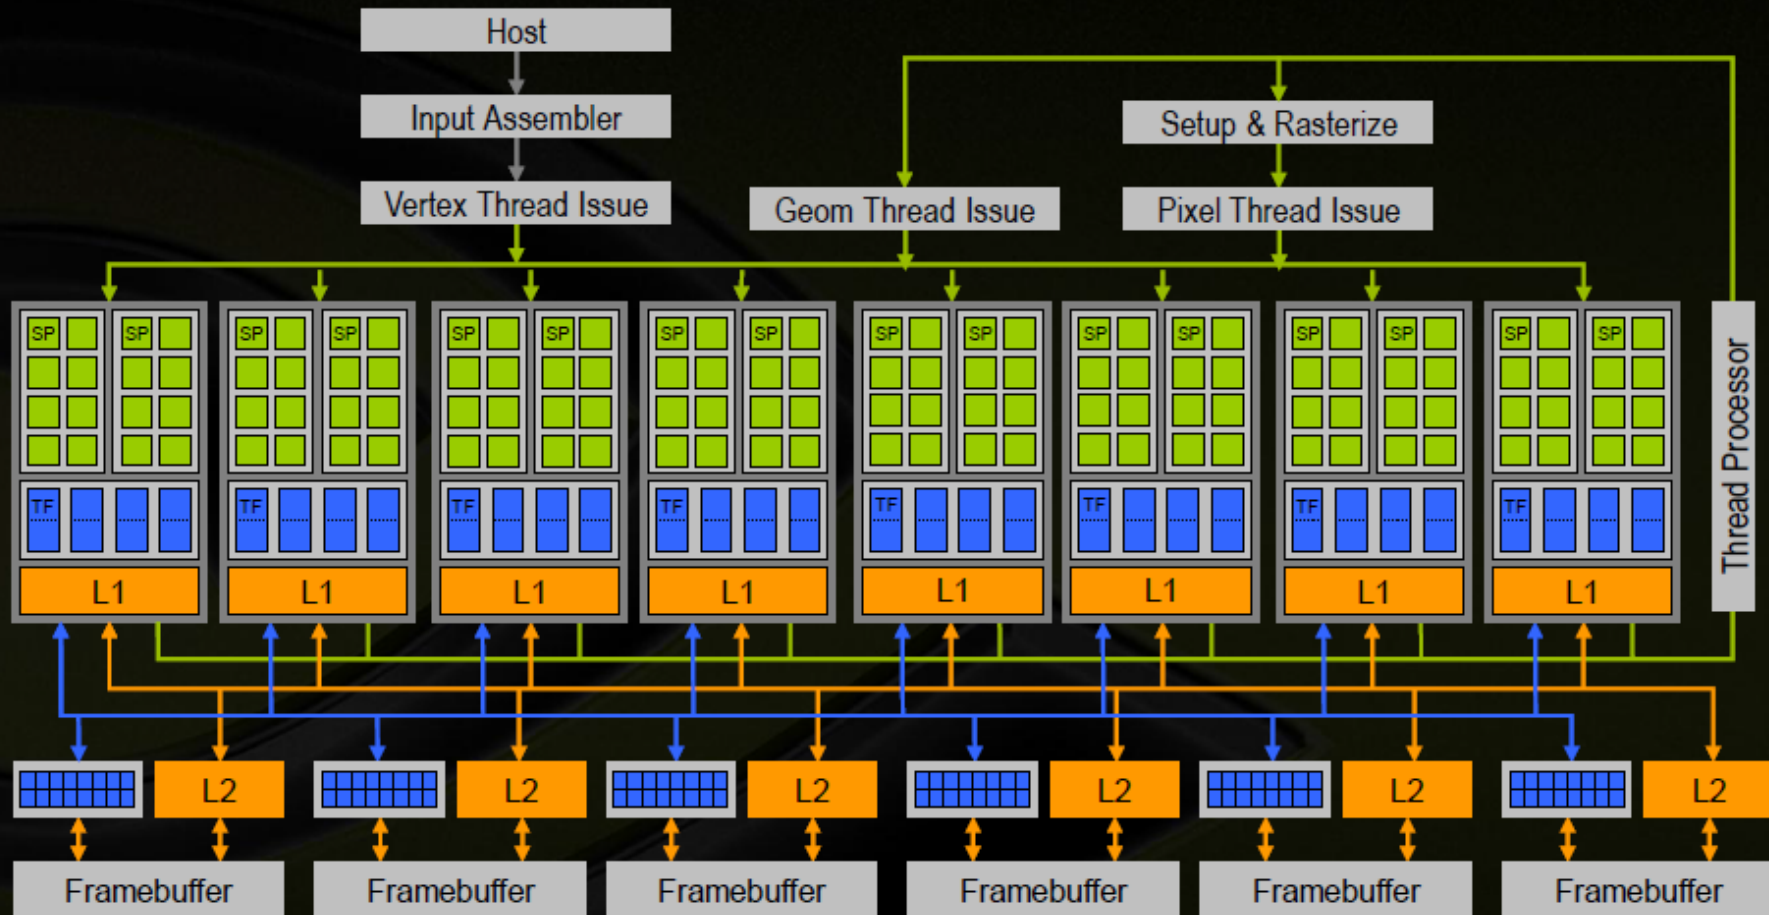 Host
Input Assembler
Setup & Rasterize
Vertex Thread Issue
Geom Thread Issue
Pixel Thread Issue
SP SP SP SP SP SP SP SP SP SP SP SP SP SP SP SP
Thread Processor
TF TF TF TF TF TF TF TF
L1 L1 L1 L1 L1 L1 L1 L1
L2 L2 L2 L2 L2 L2
Framebuffer Framebuffer Framebuffer Framebuffer Framebuffer Framebuffer